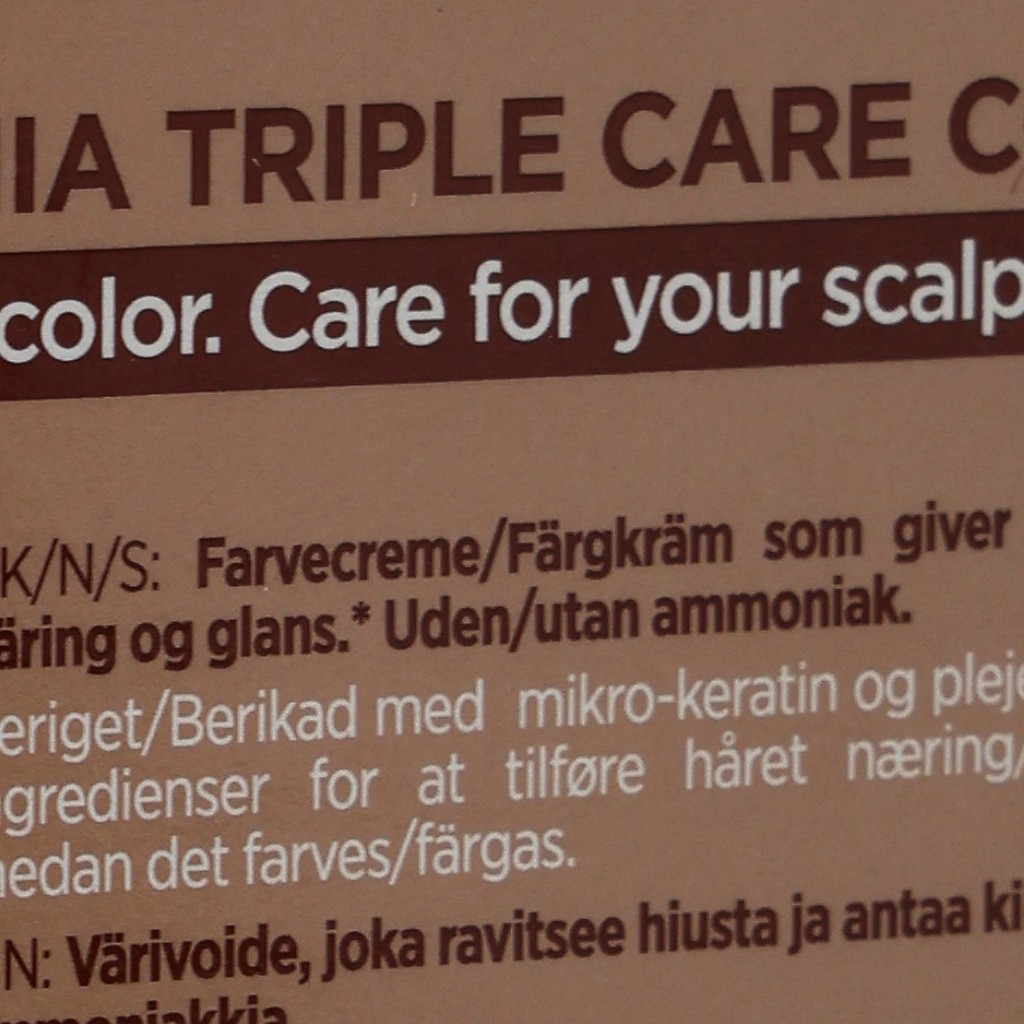 IA TRIPLE CARE C
color. Care for your scalp
K/N/S: Farvecreme/Färgkräm som giver
äring og glans.* Uden/utan ammoniak.
eriget/Berikad med mikro-keratin og pleje
gredienser for at tilføre håret næring/
edan det farves/färgas.
N: Värivoide, joka ravitsee hiusta ja antaa ki
mmoniakkia.